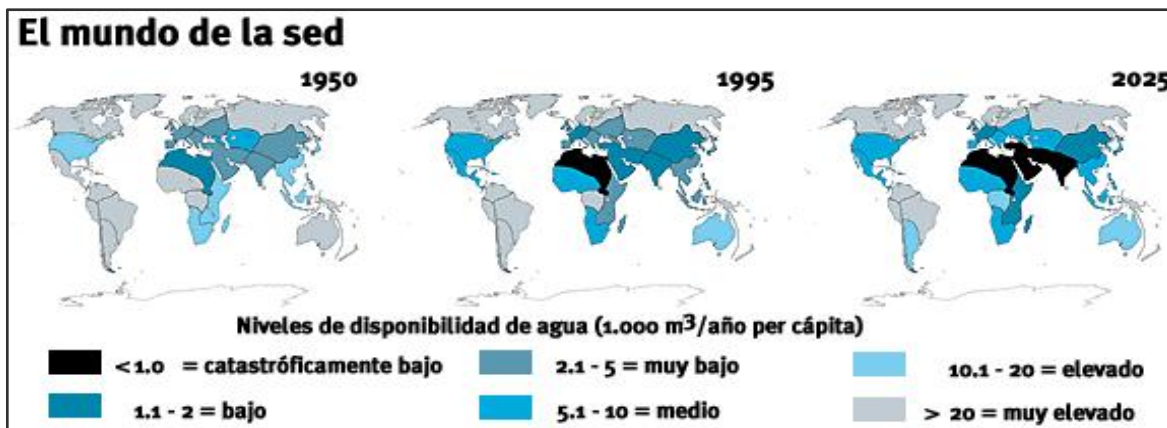 El mundo de la sed
1950
1995
2025
Niveles de disponibilidad de agua (1.000 m³/año per cápita)
<1.0 = catastróficamente bajo
2.1 - 5 = muy bajo
10.1 - 20 = elevado
1.1 - 2 = bajo
5.1 - 10 = medio
> 20 = muy elevado